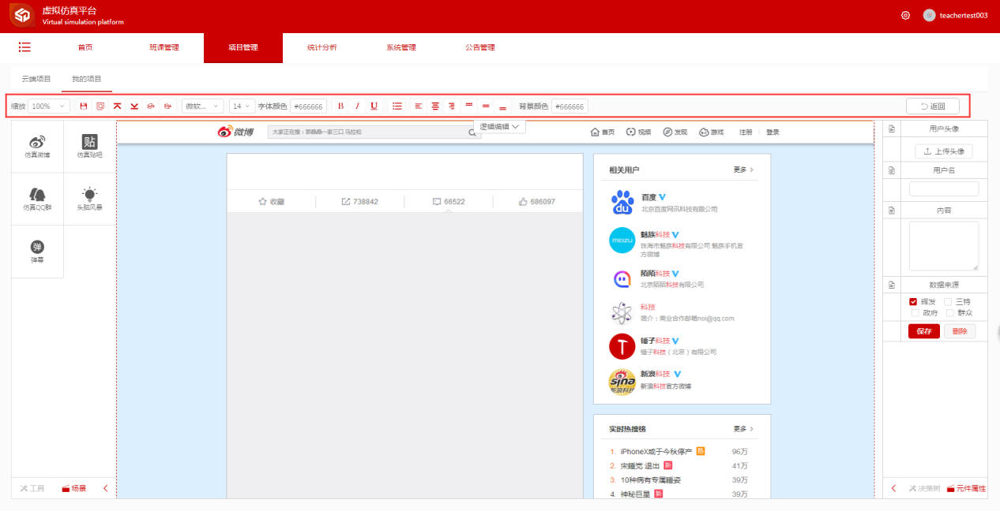 虚拟仿真平台
Virtual simulation platform
teachertest003
首页 班课管理 项目管理 统计分析 系统管理 公告管理
云端项目 我的项目
缩放 100% 微软... 14 字体颜色 #666666 B I U 背景颜色 #666666 返回
微博 大家正在搜：郭晶晶一家三口 马拉松 逻辑编辑 首页 视频 发现 游戏 注册 登录
仿真微博 贴 仿真贴吧
仿真QQ群 头脑风暴
弹 弹幕
收藏 738842 66522 686097
相关用户 更多
du 百度 V
北京百度网讯科技有限公司
MEIZU 魅族科技 V
珠海市魅族科技有限公司 魅族手机官
方微博
陌陌科技 V
北京陌陌科技有限公司
科技
简介：商业合作邮箱noi@qq.com
T 锤子科技 V
锤子科技（北京）有限公司
sina 新浪科技 新浪科技 V
新浪科技官方微博
实时热搜榜 更多
1. iPhoneX或于今秋停产 热 96万
2. 宋睡觉 退出 新 41万
3. 10种病有专属睡姿 39万
4. 神秘巨星 新 39万
用户头像
上传头像
用户名
内容
数据来源
辉发 三特
政府 群众
保存 删除
工具 场景
决策树 元件属性